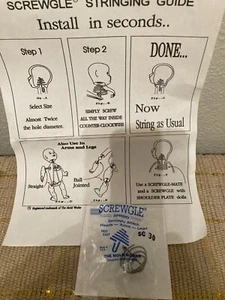 SCREWGLE® STRINGING GUIDE
Install in seconds..
Step 1
Select Size
Almost Twice
the hole diameter.
Step 2
SIMPLY SCREW
ALL THE WAY INSIDE
COUNTER-CLOCKWISE
DONE...
Now
String as Usual
Also Use In
Arms and Legs
Straight
Ball
Jointed
Use a SCREWGLE-MATE
and a SCREWGLE with
SHOULDER PLATE dolls
SCREWGLE
SC 30